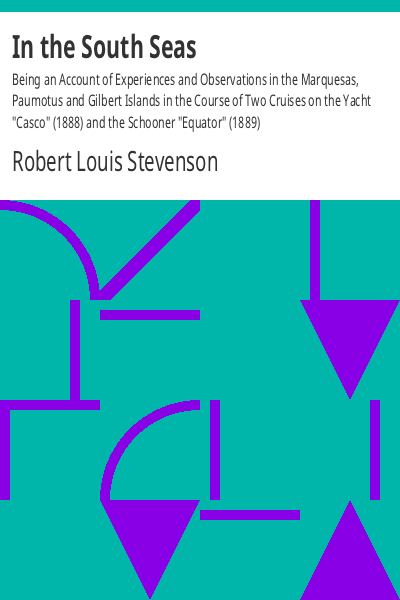 In the South Seas
Being an Account of Experiences and Observations in the Marquesas,
Paumotus and Gilbert Islands in the Course of Two Cruises on the Yacht
"Casco" (1888) and the Schooner "Equator" (1889)
Robert Louis Stevenson